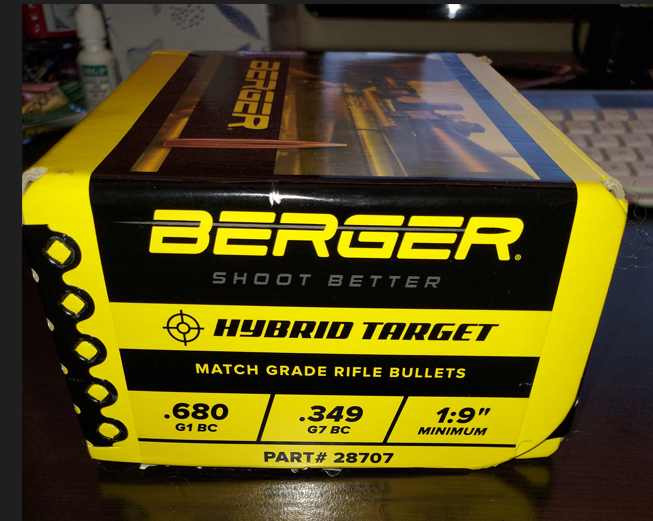 BERGER®
BERGER®
SHOOT BETTER
HYBRID TARGET
MATCH GRADE RIFLE BULLETS
.680
G1 BC
.349
G7 BC
1:9"
MINIMUM
PART# 28707